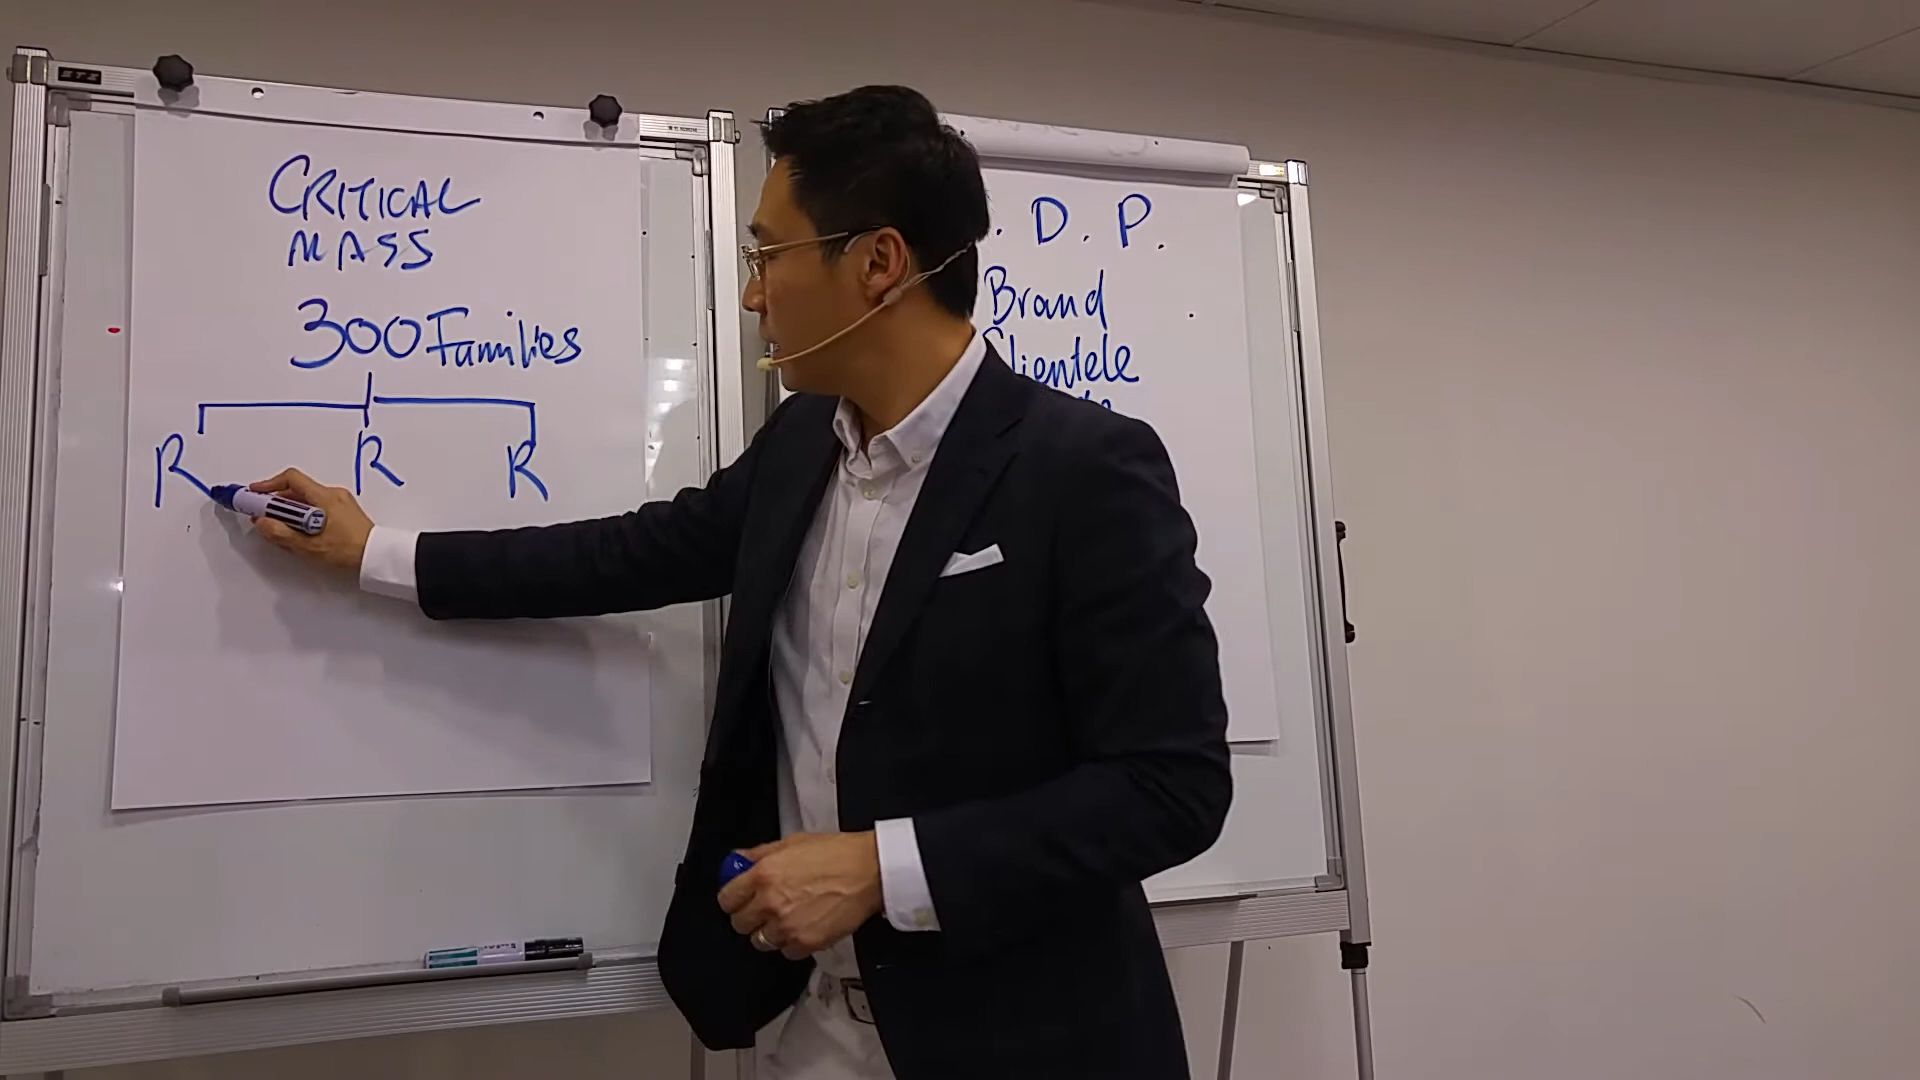 CRITICAL
MASS
300 Families
R R R
. D. P.
Brand
Clientele